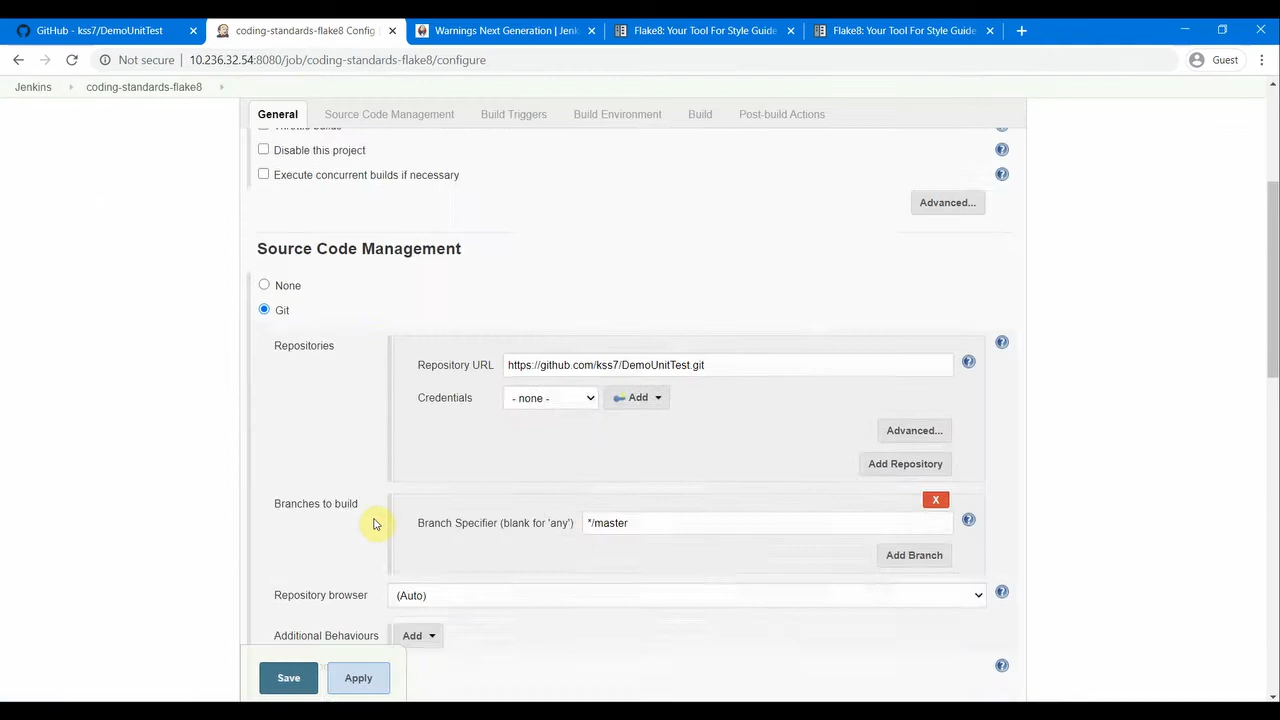 GitHub - kss7/DemoUnitTest
coding-standards-flake8 Config
Warnings Next Generation | Jenk
Flake8: Your Tool For Style Guide
Flake8: Your Tool For Style Guide
Not secure
10.236.32.54:8080/job/coding-standards-flake8/configure
Guest
Jenkins
coding-standards-flake8
General
Source Code Management
Build Triggers
Build Environment
Build
Post-build Actions
Throttle builds
Disable this project
Execute concurrent builds if necessary
Advanced...
Source Code Management
None
Git
Repositories
Repository URL
https://github.com/kss7/DemoUnitTest.git
Credentials
- none -
Add
Advanced...
Add Repository
Branches to build
X
Branch Specifier (blank for 'any')
*/master
Add Branch
Repository browser
(Auto)
Additional Behaviours
Add
Save
Apply